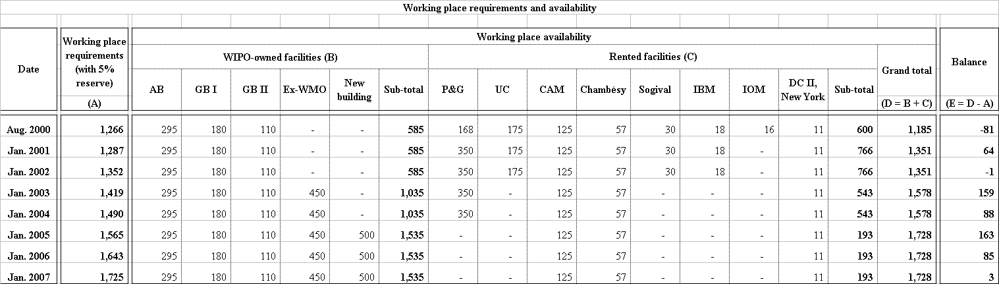 Working place requirements and availability
Date Working place requirements (with 5% reserve) Working place availability Balance
WIPO-owned facilities (B) Rented facilities (C) Grand total
AB GB I GB II Ex-WMO New building Sub-total P&G UC CAM Chambésy Sogival IBM IOM DC II, New York Sub-total
(A) (D = B + C) (E = D - A)
Aug. 2000 1,266 295 180 110 - - 585 168 175 125 57 30 18 16 11 600 1,185 -81
Jan. 2001 1,287 295 180 110 - - 585 350 175 125 57 30 18 - 11 766 1,351 64
Jan. 2002 1,352 295 180 110 - - 585 350 175 125 57 30 18 - 11 766 1,351 -1
Jan. 2003 1,419 295 180 110 450 - 1,035 350 - 125 57 - - - 11 543 1,578 159
Jan. 2004 1,490 295 180 110 450 - 1,035 350 - 125 57 - - - 11 543 1,578 88
Jan. 2005 1,565 295 180 110 450 500 1,535 - - 125 57 - - - 11 193 1,728 163
Jan. 2006 1,643 295 180 110 450 500 1,535 - - 125 57 - - - 11 193 1,728 85
Jan. 2007 1,725 295 180 110 450 500 1,535 - - 125 57 - - - 11 193 1,728 3